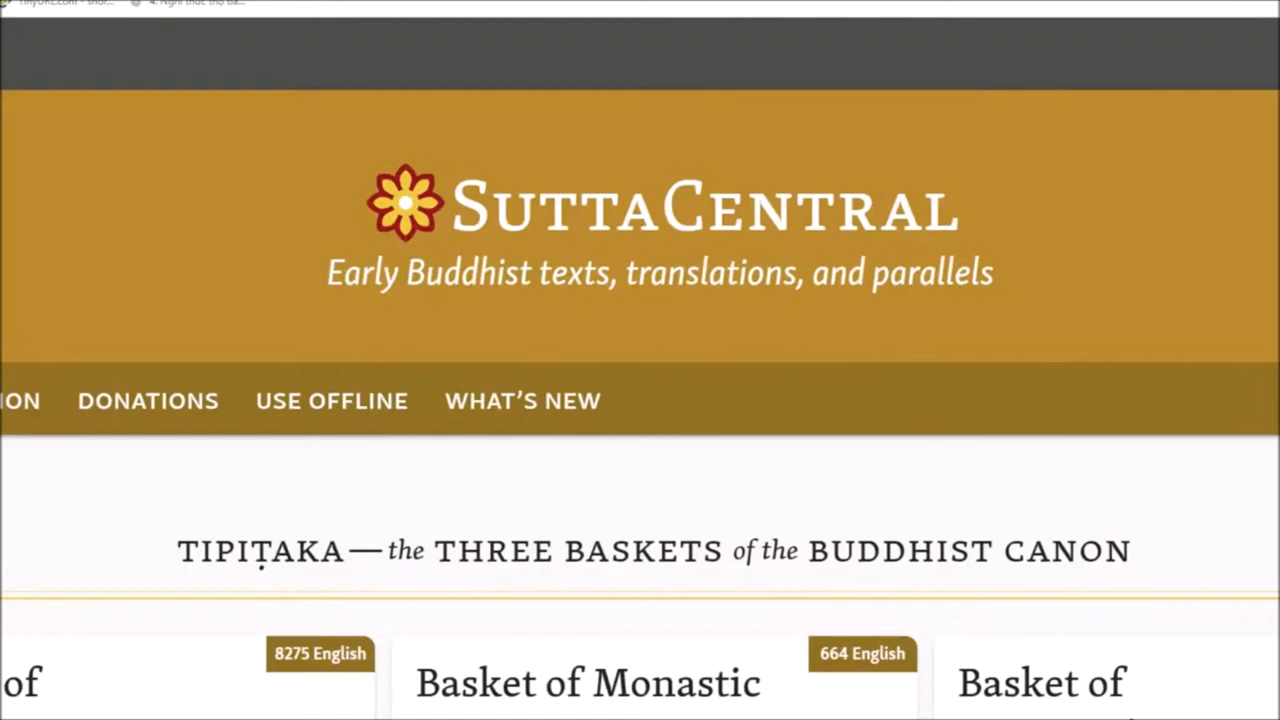 SUTTACENTRAL
Early Buddhist texts, translations, and parallels
ION DONATIONS USE OFFLINE WHAT'S NEW
TIPIṬAKA—the THREE BASKETS of the BUDDHIST CANON
8275 English 664 English
of Basket of Monastic Basket of